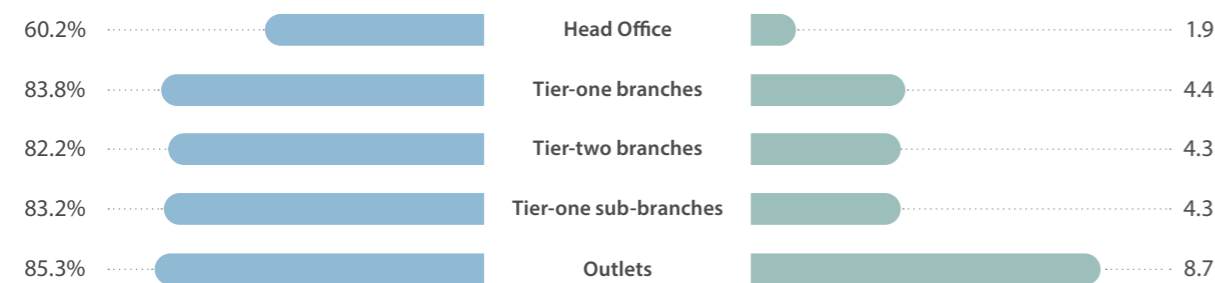 60.2% Head Office 1.9
83.8% Tier-one branches 4.4
82.2% Tier-two branches 4.3
83.2% Tier-one sub-branches 4.3
85.3% Outlets 8.7